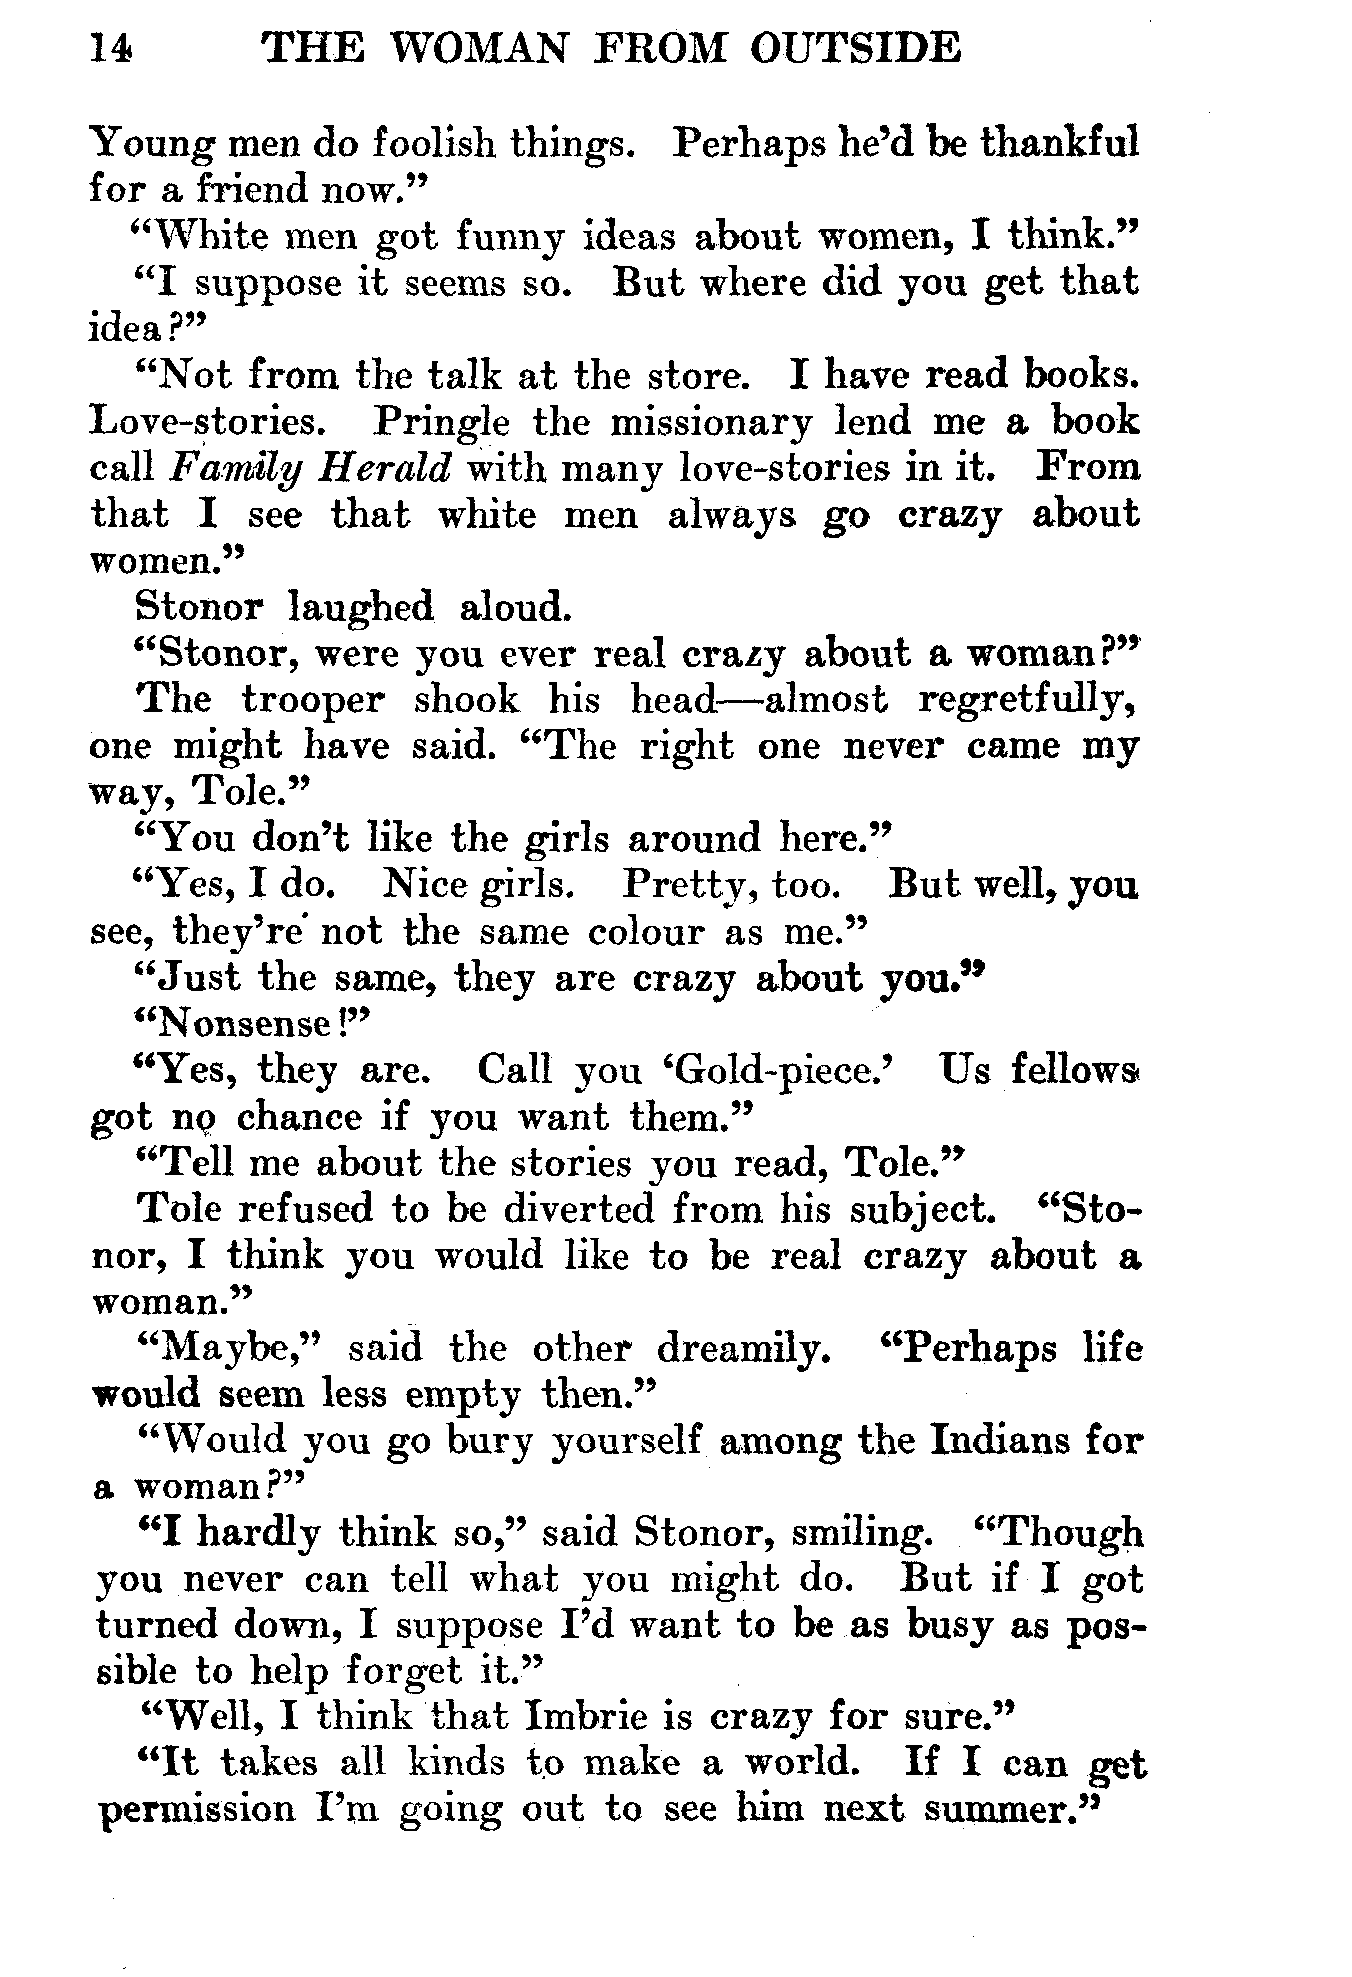 14 THE WOMAN FROM OUTSIDE
Young men do foolish things. Perhaps he'd be thankful
for a friend now."
"White men got funny ideas about women, I think."
"I suppose it seems so. But where did you get that
idea?"
"Not from the talk at the store. I have read books.
Love-stories. Pringle the missionary lend me a book
call Family Herald with many love-stories in it. From
that I see that white men always go crazy about
women."
Stonor laughed aloud.
"Stonor, were you ever real crazy about a woman?"
The trooper shook his head—almost regretfully,
one might have said. "The right one never came my
way, Tole."
"You don't like the girls around here."
"Yes, I do. Nice girls. Pretty, too. But well, you
see, they're not the same colour as me."
"Just the same, they are crazy about you."
"Nonsense!"
"Yes, they are. Call you 'Gold-piece.' Us fellows
got no chance if you want them."
"Tell me about the stories you read, Tole."
Tole refused to be diverted from his subject. "Sto-
nor, I think you would like to be real crazy about a
woman."
"Maybe," said the other dreamily. "Perhaps life
would seem less empty then."
"Would you go bury yourself among the Indians for
a woman?"
"I hardly think so," said Stonor, smiling. "Though
you never can tell what you might do. But if I got
turned down, I suppose I'd want to be as busy as pos-
sible to help forget it."
"Well, I think that Imbrie is crazy for sure."
"It takes all kinds to make a world. If I can get
permission I'm going out to see him next summer."